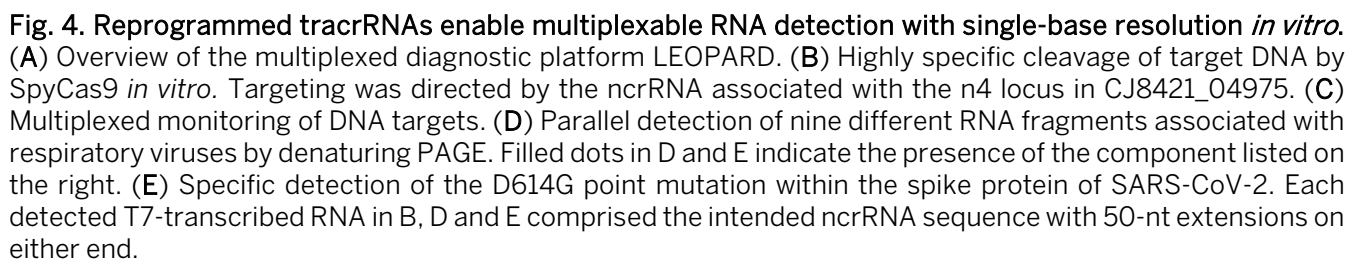 Fig. 4. Reprogrammed tracrRNAs enable multiplexable RNA detection with single-base resolution in vitro.
(A) Overview of the multiplexed diagnostic platform LEOPARD. (B) Highly specific cleavage of target DNA by
SpyCas9 in vitro. Targeting was directed by the ncrRNA associated with the n4 locus in CJ8421_04975. (C)
Multiplexed monitoring of DNA targets. (D) Parallel detection of nine different RNA fragments associated with
respiratory viruses by denaturing PAGE. Filled dots in D and E indicate the presence of the component listed on
the right. (E) Specific detection of the D614G point mutation within the spike protein of SARS-CoV-2. Each
detected T7-transcribed RNA in B, D and E comprised the intended ncrRNA sequence with 50-nt extensions on
either end.